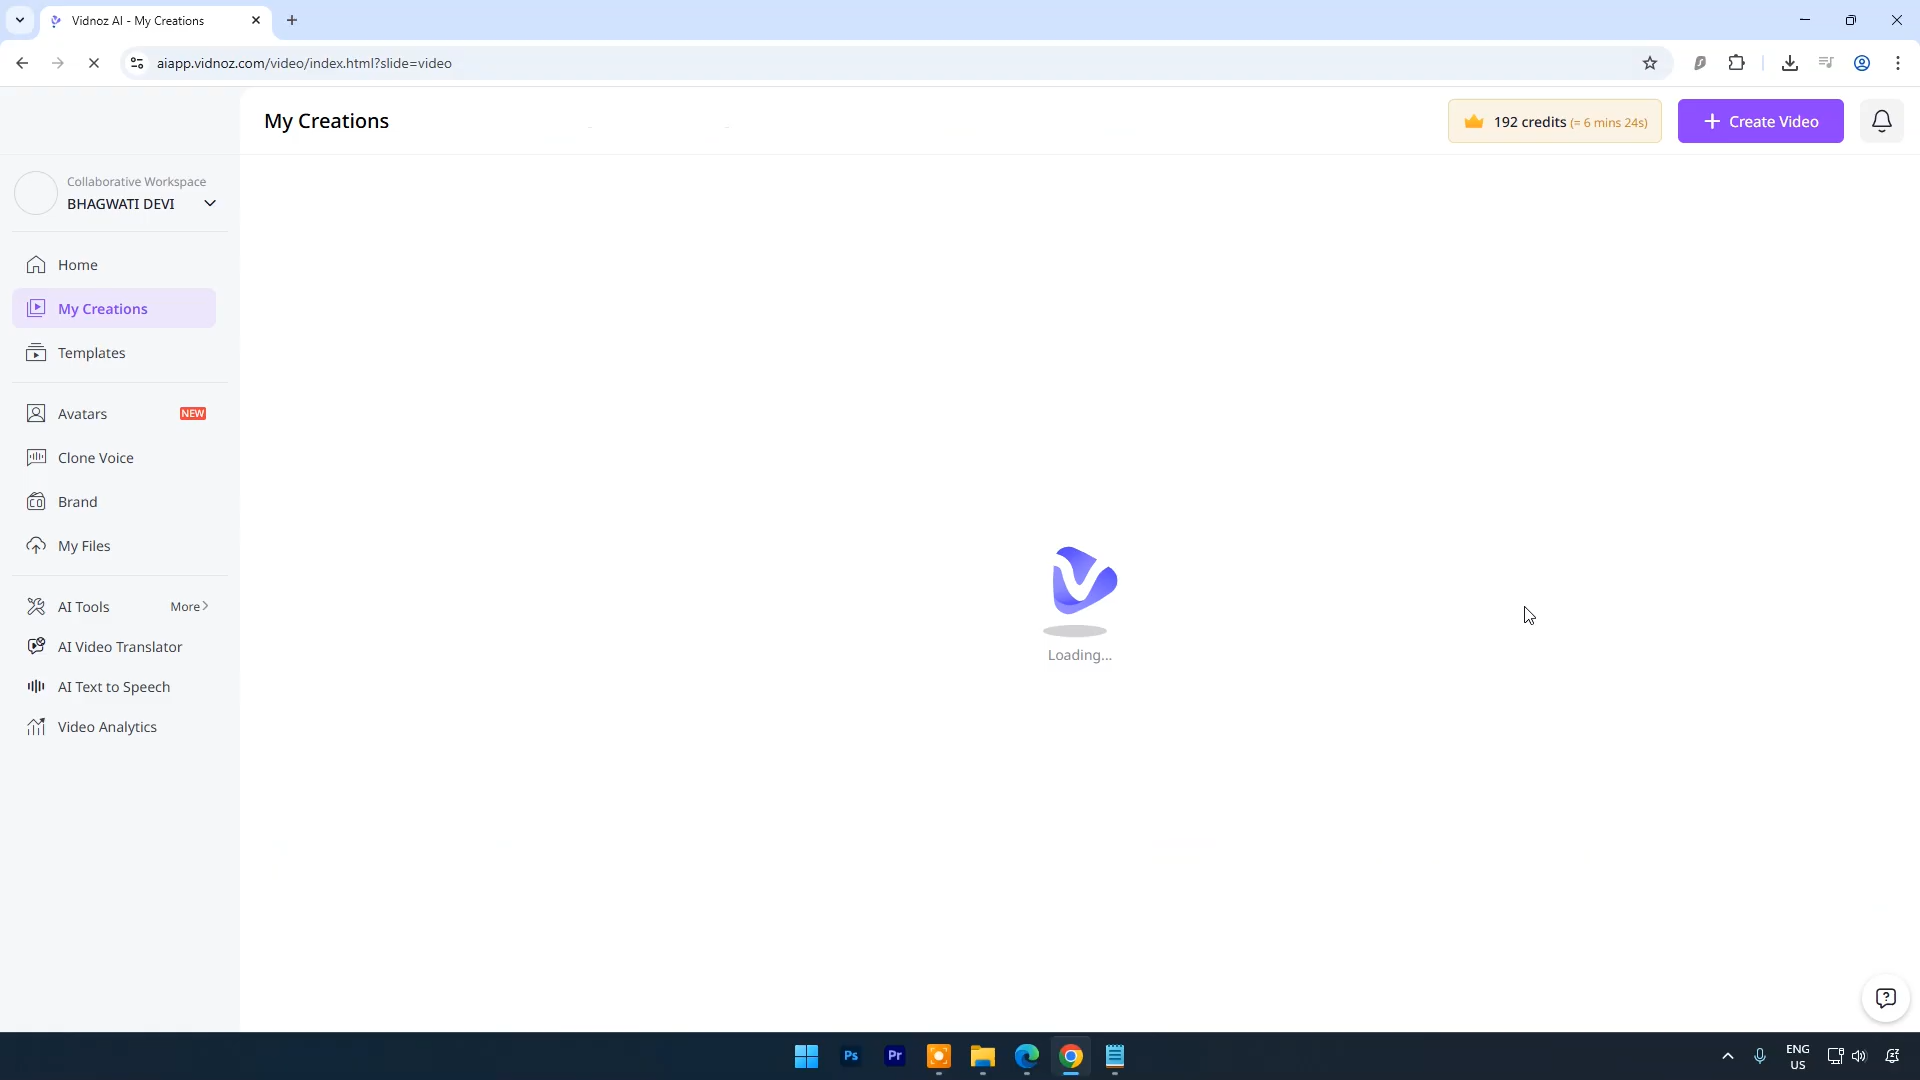 Vidnoz AI - My Creations
aiapp.vidnoz.com/video/index.html?slide=video
My Creations
192 credits (= 6 mins 24s)
+ Create Video
Collaborative Workspace
BHAGWATI DEVI
Home
My Creations
Templates
Avatars NEW
Clone Voice
Brand
My Files
AI Tools More
AI Video Translator
AI Text to Speech
Video Analytics
Loading...
Ps Pr
ENG
US